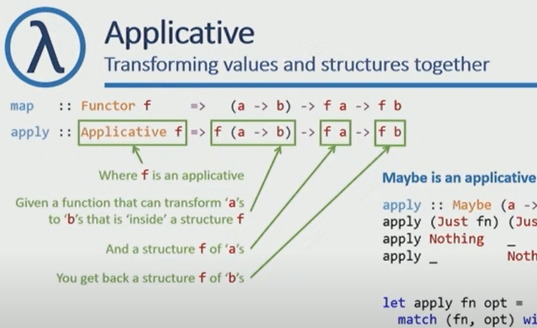 λ
Applicative
Transforming values and structures together
map :: Functor f => (a -> b) -> f a -> f b
apply :: Applicative f => f (a -> b) -> f a -> f b
Where f is an applicative
Given a function that can transform 'a's
to 'b's that is 'inside' a structure f
And a structure f of 'a's
You get back a structure f of 'b's
Maybe is an applicative
apply :: Maybe (a ->
apply (Just fn) (Jus
apply Nothing _
apply _ Noth
let apply fn opt =
match (fn, opt) wi